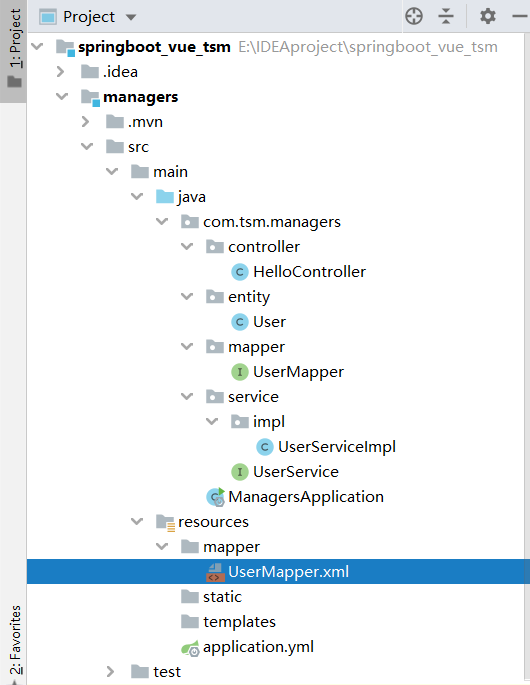 1: Project
Project
springboot_vue_tsm E:\IDEAproject\springboot_vue_tsm
.idea
managers
.mvn
src
main
java
com.tsm.managers
controller
HelloController
entity
User
mapper
UserMapper
service
impl
UserServiceImpl
UserService
ManagersApplication
resources
mapper
UserMapper.xml
static
templates
application.yml
test
2: Favorites